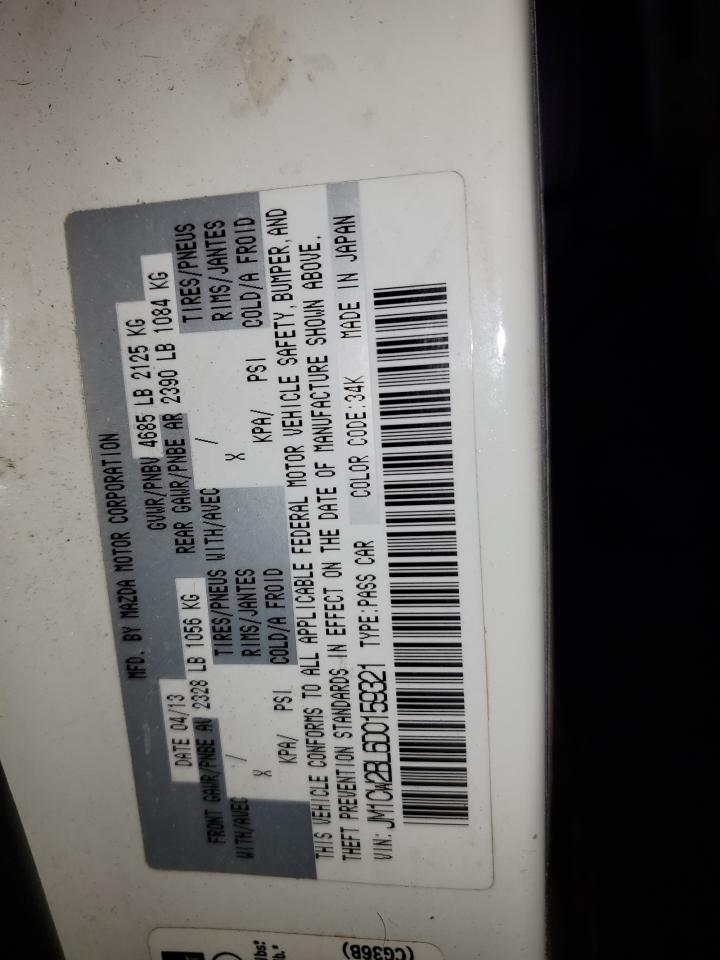 MFD. BY MAZDA MOTOR CORPORATION
DATE 04/13 GVWR/PNBV 4685 LB 2125 KG
FRONT GAWR/PNBE AV 2328 LB 1056 KG REAR GAWR/PNBE AR 2390 LB 1084 KG
WITH/AVEC / TIRES/PNEUS WITH/AVEC / TIRES/PNEUS
X RIMS/JANTES X RIMS/JANTES
KPA/ PSI COLD/A FROID KPA/ PSI COLD/A FROID
THIS VEHICLE CONFORMS TO ALL APPLICABLE FEDERAL MOTOR VEHICLE SAFETY, BUMPER, AND
THEFT PREVENTION STANDARDS IN EFFECT ON THE DATE OF MANUFACTURE SHOWN ABOVE.
VIN: JM1CW2BL6D0159321 TYPE:PASS CAR COLOR CODE:34K MADE IN JAPAN
(CG36B)